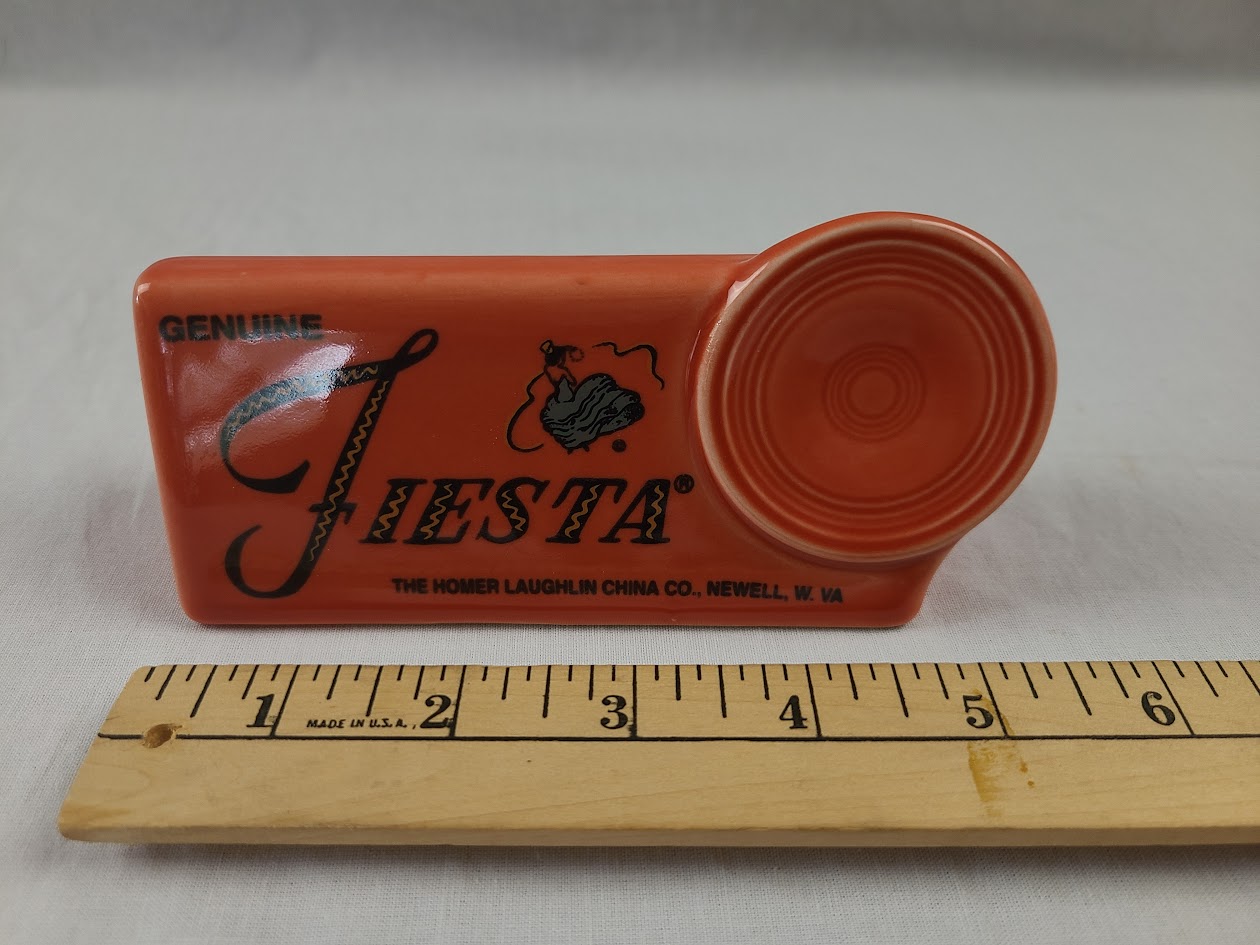 GENUINE
FIESTA®
©
THE HOMER LAUGHLIN CHINA CO., NEWELL, W. VA
1 2 3 4 5 6
MADE IN U.S.A.